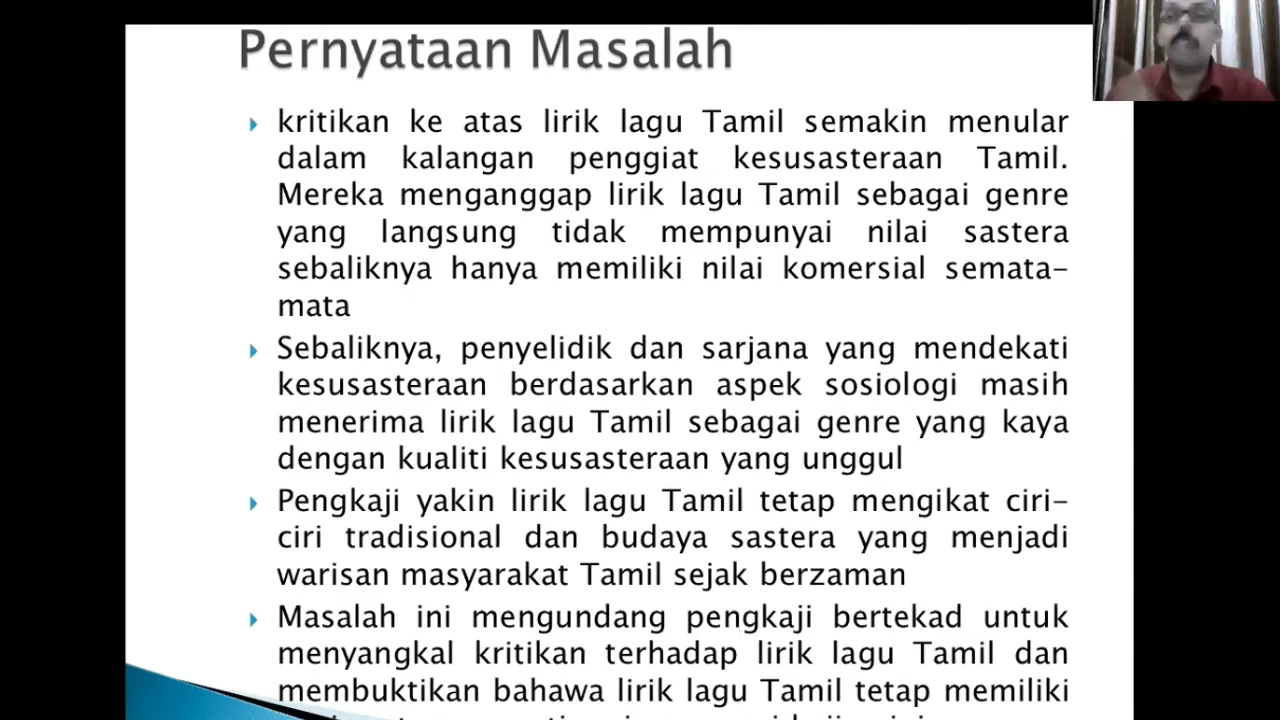 Pernyataan Masalah
kritikan ke atas lirik lagu Tamil semakin menular
dalam kalangan penggiat kesusasteraan Tamil.
Mereka menganggap lirik lagu Tamil sebagai genre
yang langsung tidak mempunyai nilai sastera
sebaliknya hanya memiliki nilai komersial semata-
mata
Sebaliknya, penyelidik dan sarjana yang mendekati
kesusasteraan berdasarkan aspek sosiologi masih
menerima lirik lagu Tamil sebagai genre yang kaya
dengan kualiti kesusasteraan yang unggul
Pengkaji yakin lirik lagu Tamil tetap mengikat ciri-
ciri tradisional dan budaya sastera yang menjadi
warisan masyarakat Tamil sejak berzaman
Masalah ini mengundang pengkaji bertekad untuk
menyangkal kritikan terhadap lirik lagu Tamil dan
membuktikan bahawa lirik lagu Tamil tetap memiliki